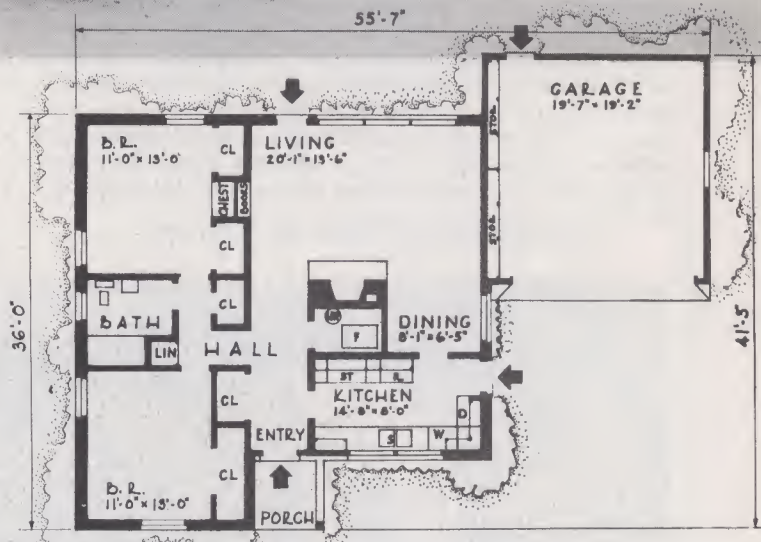 55'-7"
GARAGE
19'-7" × 19'-2"
B. R.
11'-0" × 13'-0"
CL
LIVING
20'-1" × 13'-6"
STOR.
CHEST
BOOKS
STOR.
CL
36'-0"
41'-5"
BATH
CL
LIN
HALL
F
DINING
8'-1" × 6'-5"
ST
R.
KITCHEN
14'-8" × 8'-0"
CL
D
S
W
ENTRY
CL
B. R.
11'-0" × 13'-0"
PORCH